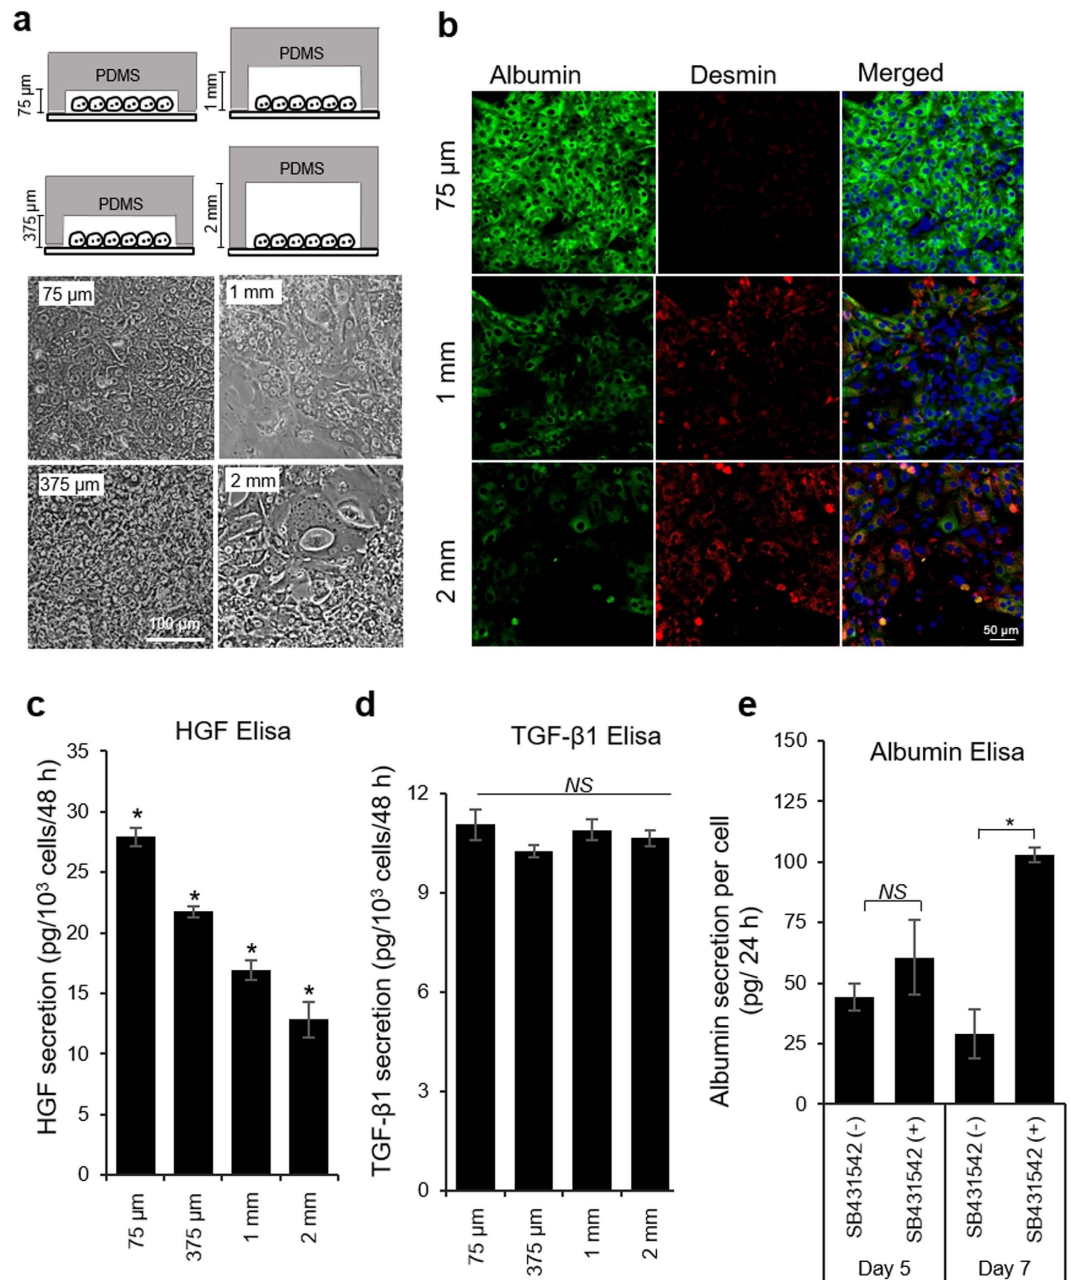 a
PDMS
75 µm
PDMS
1 mm
PDMS
375 µm
PDMS
2 mm
75 µm
1 mm
375 µm
2 mm
100 µm
b
Albumin
Desmin
Merged
75 µm
1 mm
2 mm
50 µm
c
HGF Elisa
HGF secretion (pg/10³ cells/48 h)
35
30
25
20
15
10
5
0
*
*
*
*
75 µm
375 µm
1 mm
2 mm
d
TGF-β1 Elisa
TGF-β1 secretion (pg/10³ cells/48 h)
12
9
6
3
0
NS
75 µm
375 µm
1 mm
2 mm
e
Albumin Elisa
Albumin secretion per cell
(pg/ 24 h)
150
125
100
75
50
25
0
NS
*
SB431542 (-)
SB431542 (+)
SB431542 (-)
SB431542 (+)
Day 5
Day 7